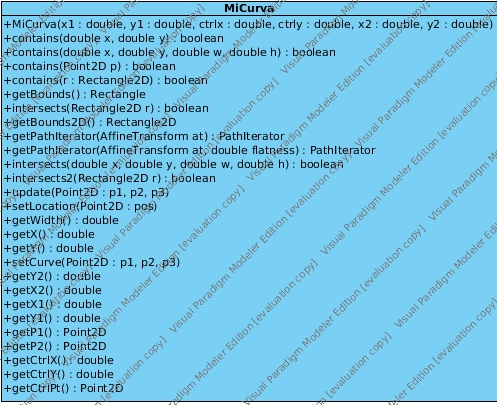 MiCurva
+MiCurva(x1 : double, y1 : double, ctrlx : double, ctrly : double, x2 : double, y2 : double)
+contains(double x, double y) : boolean
+contains(double x, double y, double w, double h) : boolean
+contains(Point2D p) : boolean
+contains(r : Rectangle2D) : boolean
+getBounds() : Rectangle
+intersects(Rectangle2D r) : boolean
+getBounds2D() : Rectangle2D
+getPathIterator(AffineTransform at) : PathIterator
+getPathIterator(AffineTransform at, double flatness) : PathIterator
+intersects(double x, double y, double w, double h) : boolean
+intersects2(Rectangle2D r) : boolean
+update(Point2D : p1, p2, p3)
+setLocation(Point2D : pos)
+getWidth() : double
+getX() : double
+getY() : double
+setCurve(Point2D : p1, p2, p3)
+getY2() : double
+getX2() : double
+getX1() : double
+getY1() : double
+getP1() : Point2D
+getP2() : Point2D
+getCtrlX() : double
+getCtrlY() : double
+getCtrlPt() : Point2D
Visual Paradigm Modeler Edition [evaluation copy]